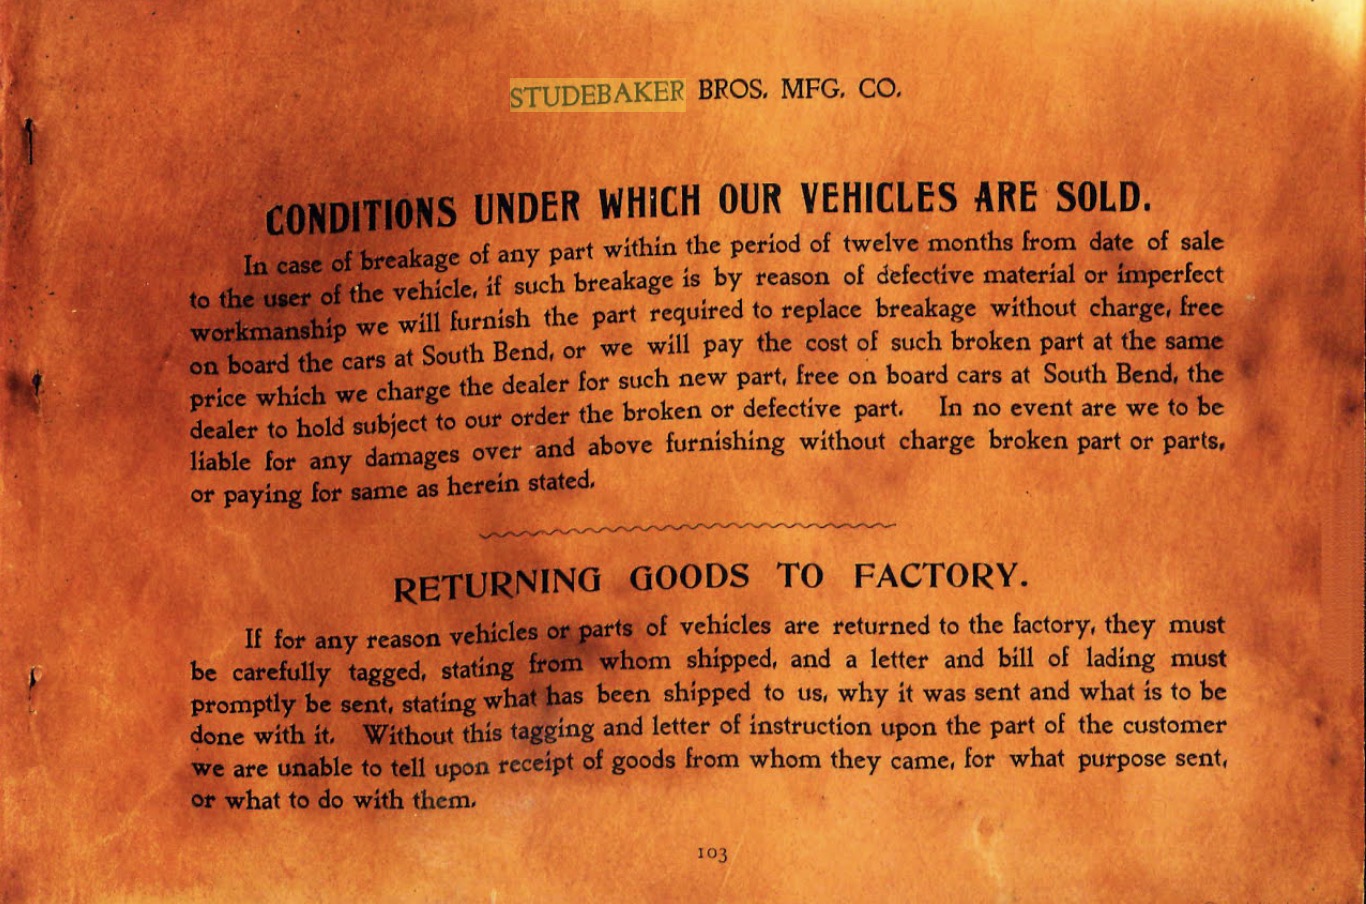 STUDEBAKER BROS. MFG. CO.
CONDITIONS UNDER WHICH OUR VEHICLES ARE SOLD.
In case of breakage of any part within the period of twelve months from date of sale
to the user of the vehicle, if such breakage is by reason of defective material or imperfect
workmanship we will furnish the part required to replace breakage without charge, free
on board the cars at South Bend, or we will pay the cost of such broken part at the same
price which we charge the dealer for such new part, free on board cars at South Bend, the
dealer to hold subject to our order the broken or defective part. In no event are we to be
liable for any damages over and above furnishing without charge broken part or parts,
or paying for same as herein stated.
RETURNING GOODS TO FACTORY.
If for any reason vehicles or parts of vehicles are returned to the factory, they must
be carefully tagged, stating from whom shipped, and a letter and bill of lading must
promptly be sent, stating what has been shipped to us, why it was sent and what is to be
done with it. Without this tagging and letter of instruction upon the part of the customer
we are unable to tell upon receipt of goods from whom they came, for what purpose sent,
or what to do with them.
103